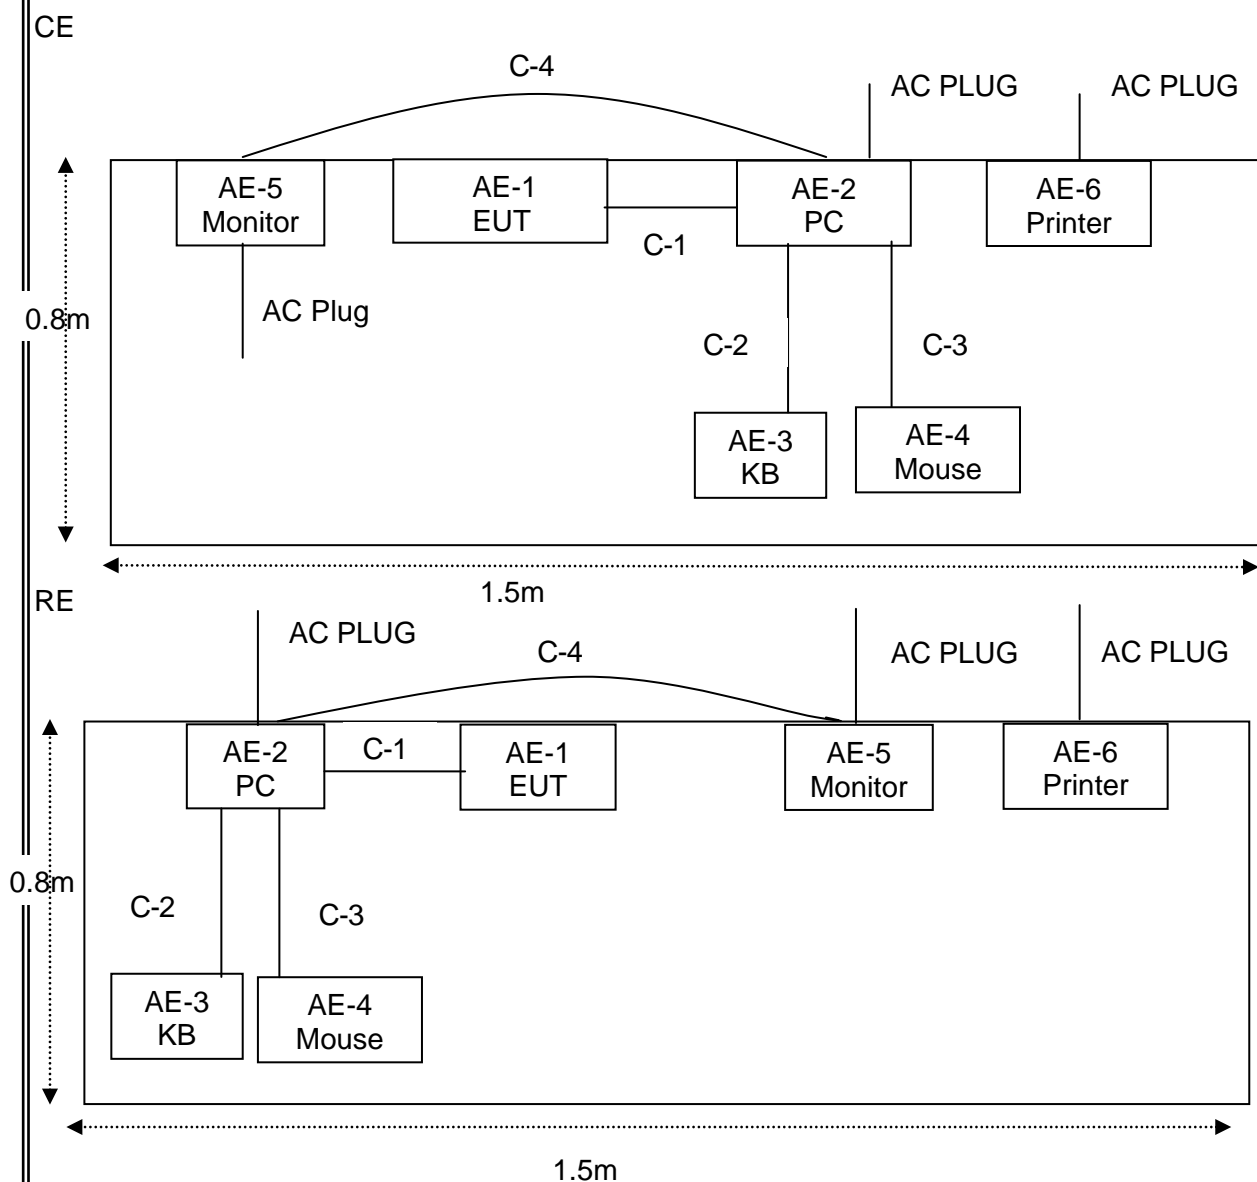 CE
C-4
AC PLUG
AC PLUG
AE-5
Monitor
AE-1
EUT
AE-2
PC
AE-6
Printer
C-1
AC Plug
0.8m
C-2
C-3
AE-3
KB
AE-4
Mouse
1.5m
RE
AC PLUG
C-4
AC PLUG
AC PLUG
AE-2
PC
C-1
AE-1
EUT
AE-5
Monitor
AE-6
Printer
0.8m
C-2
C-3
AE-3
KB
AE-4
Mouse
1.5m